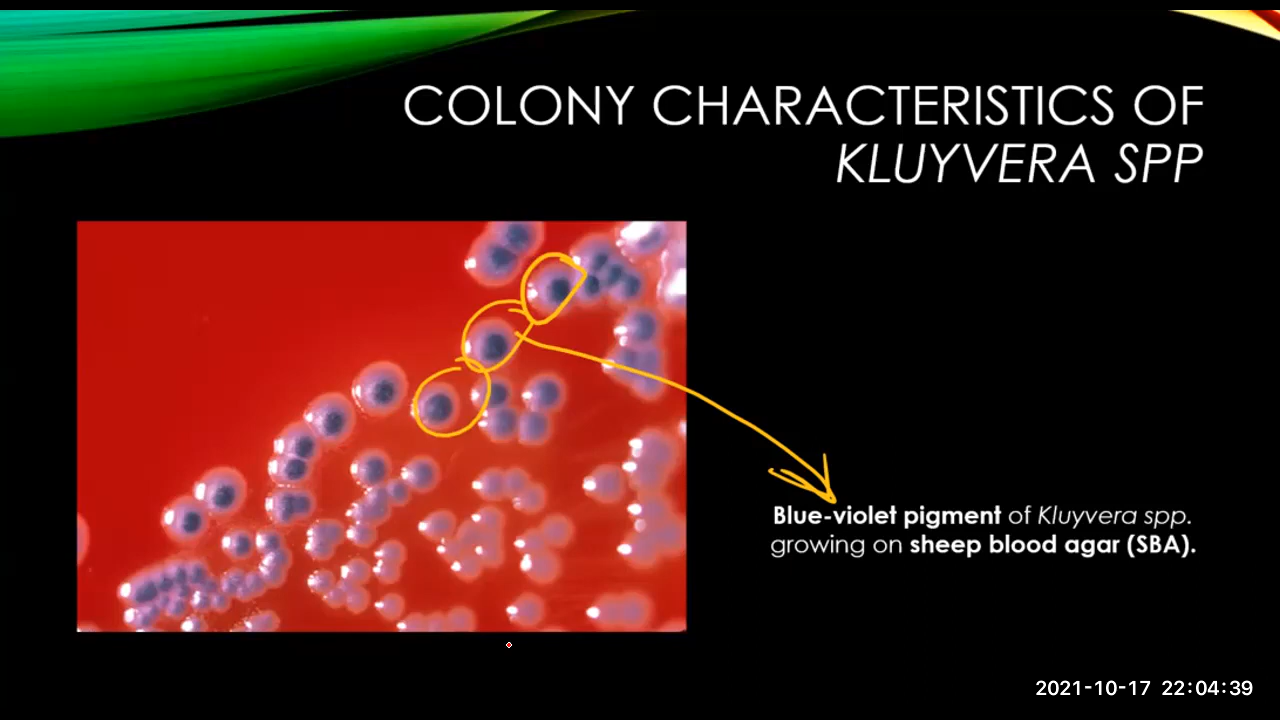 COLONY CHARACTERISTICS OF
KLUYVERA SPP
Blue-violet pigment of Kluyvera spp.
growing on sheep blood agar (SBA).
2021-10-17 22:04:39